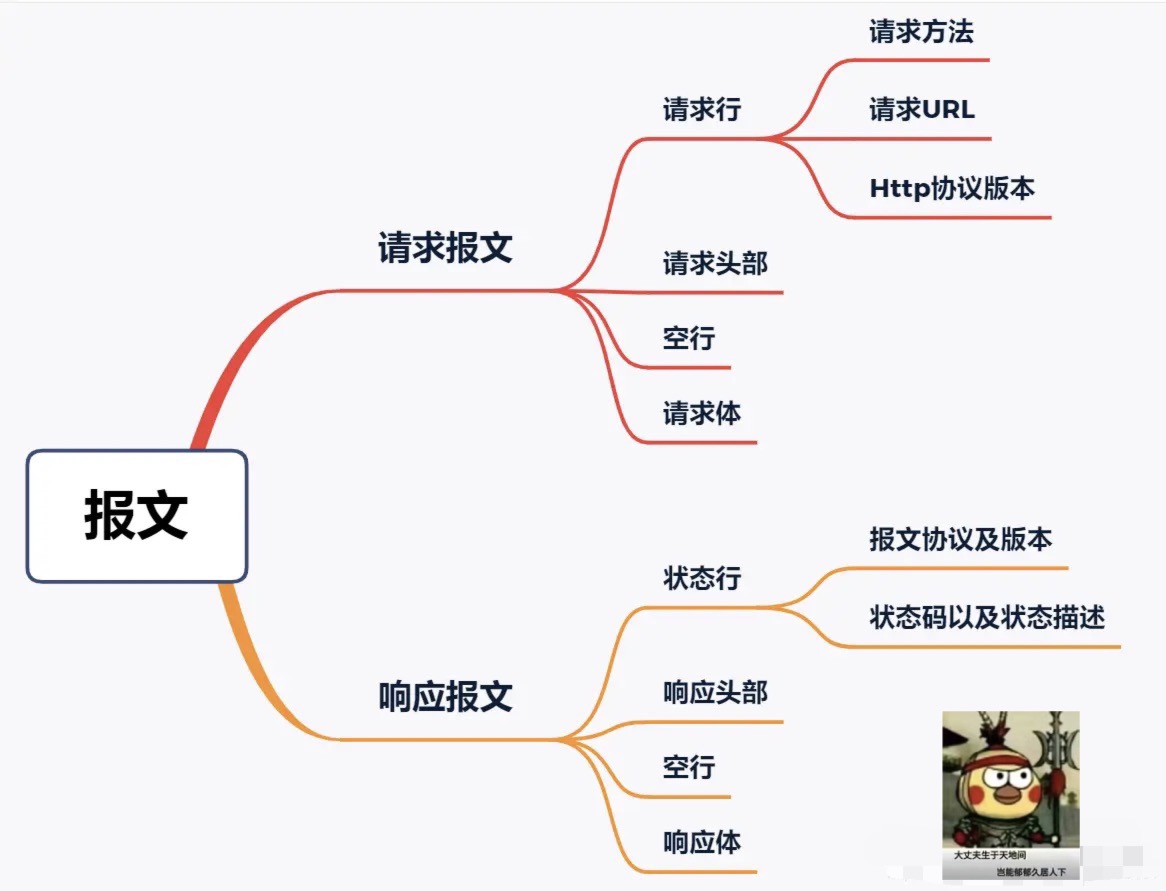 报文
请求报文
请求行
请求方法
请求URL
Http协议版本
请求头部
空行
请求体
响应报文
状态行
报文协议及版本
状态码以及状态描述
响应头部
空行
响应体
大丈夫生于天地间
岂能郁郁久居人下